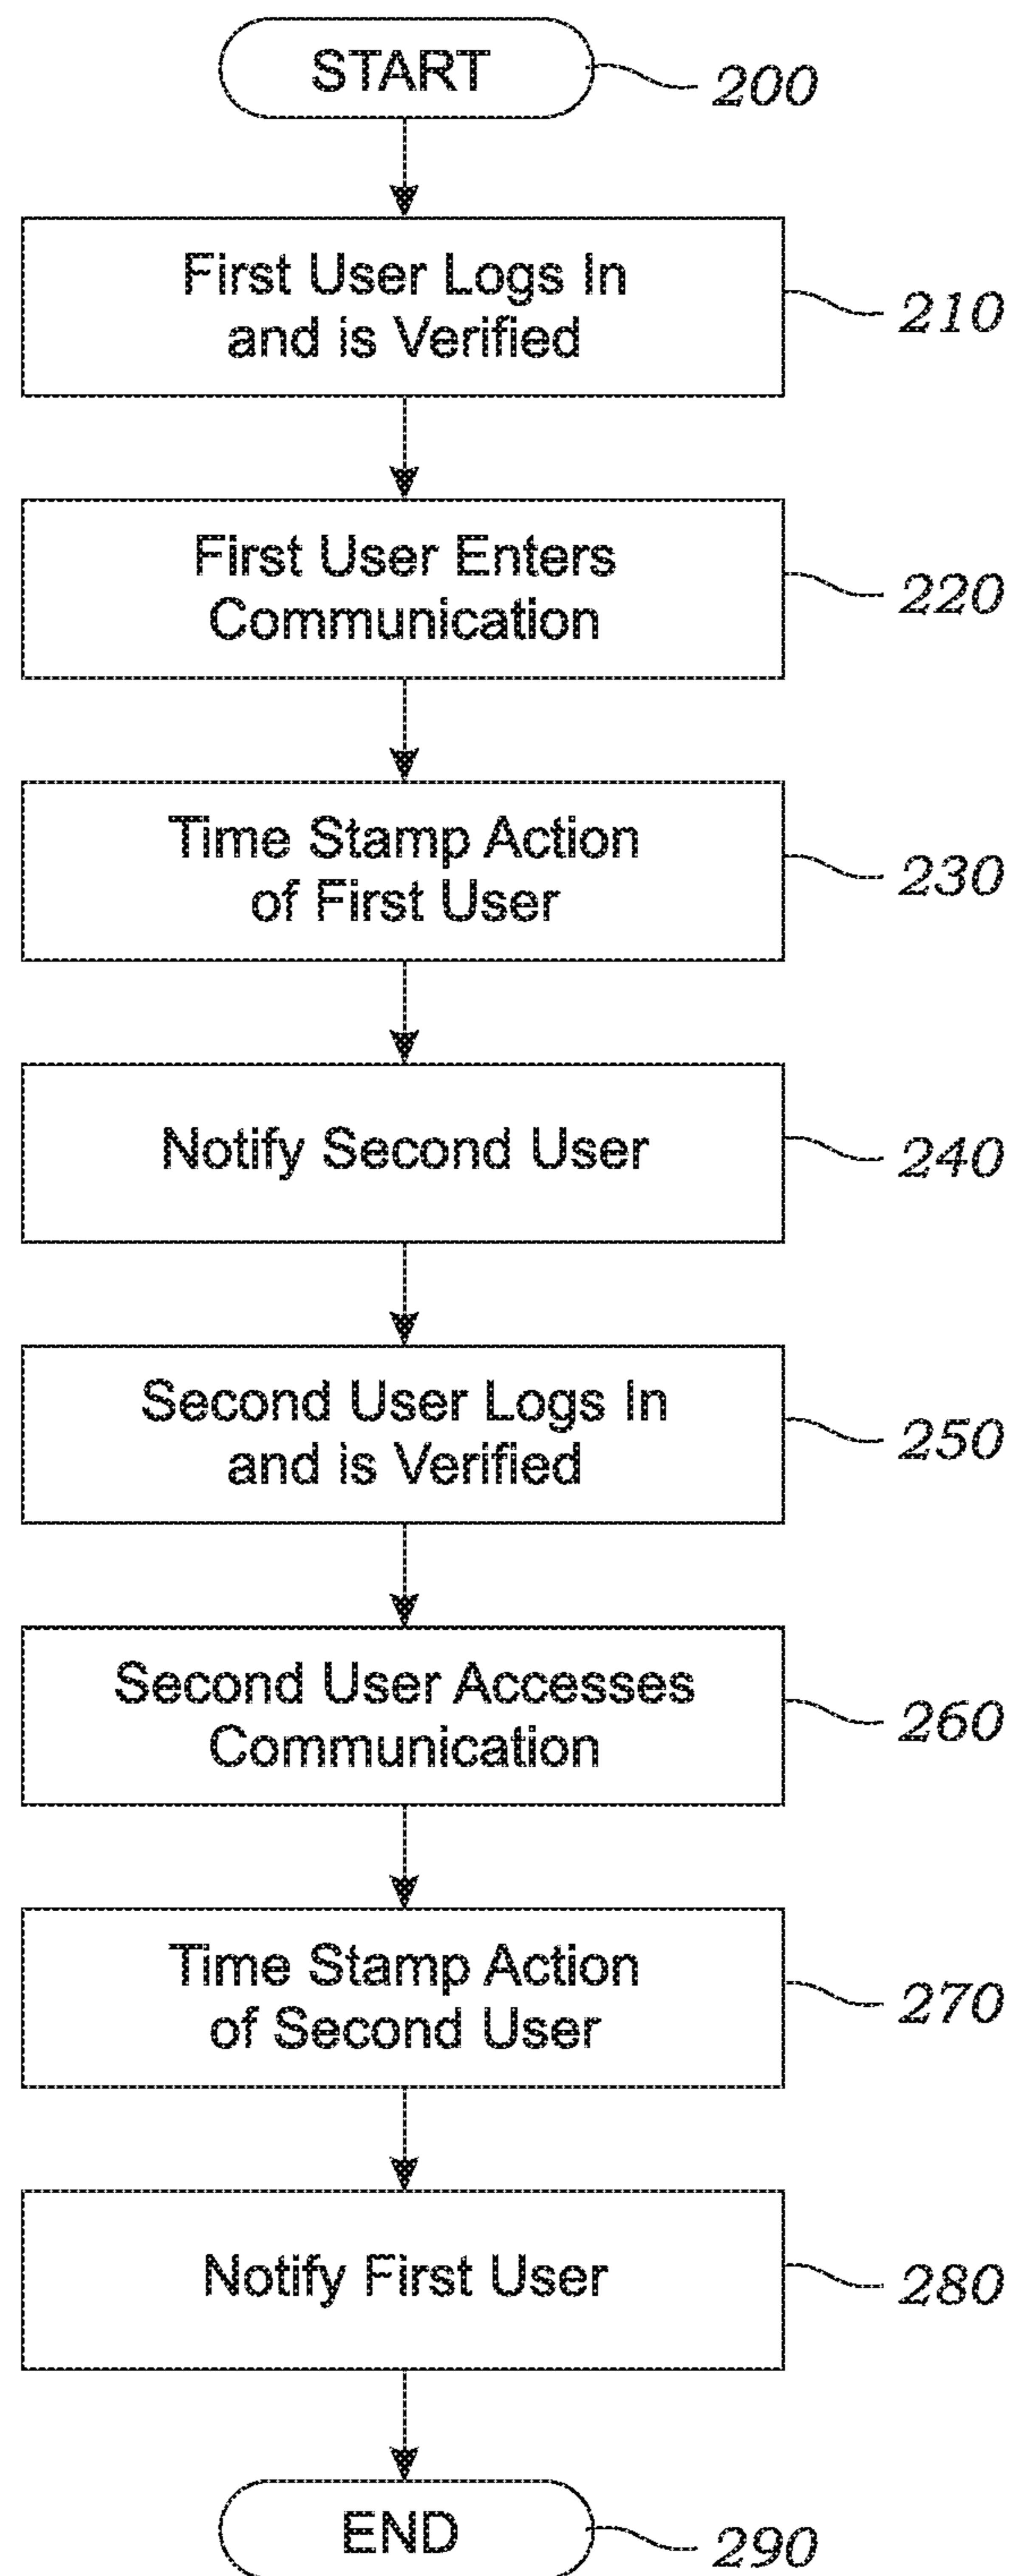 START
200
First User Logs In
and is Verified
210
First User Enters
Communication
220
Time Stamp Action
of First User
230
Notify Second User
240
Second User Logs In
and is Verified
250
Second User Accesses
Communication
260
Time Stamp Action
of Second User
270
Notify First User
280
END
290